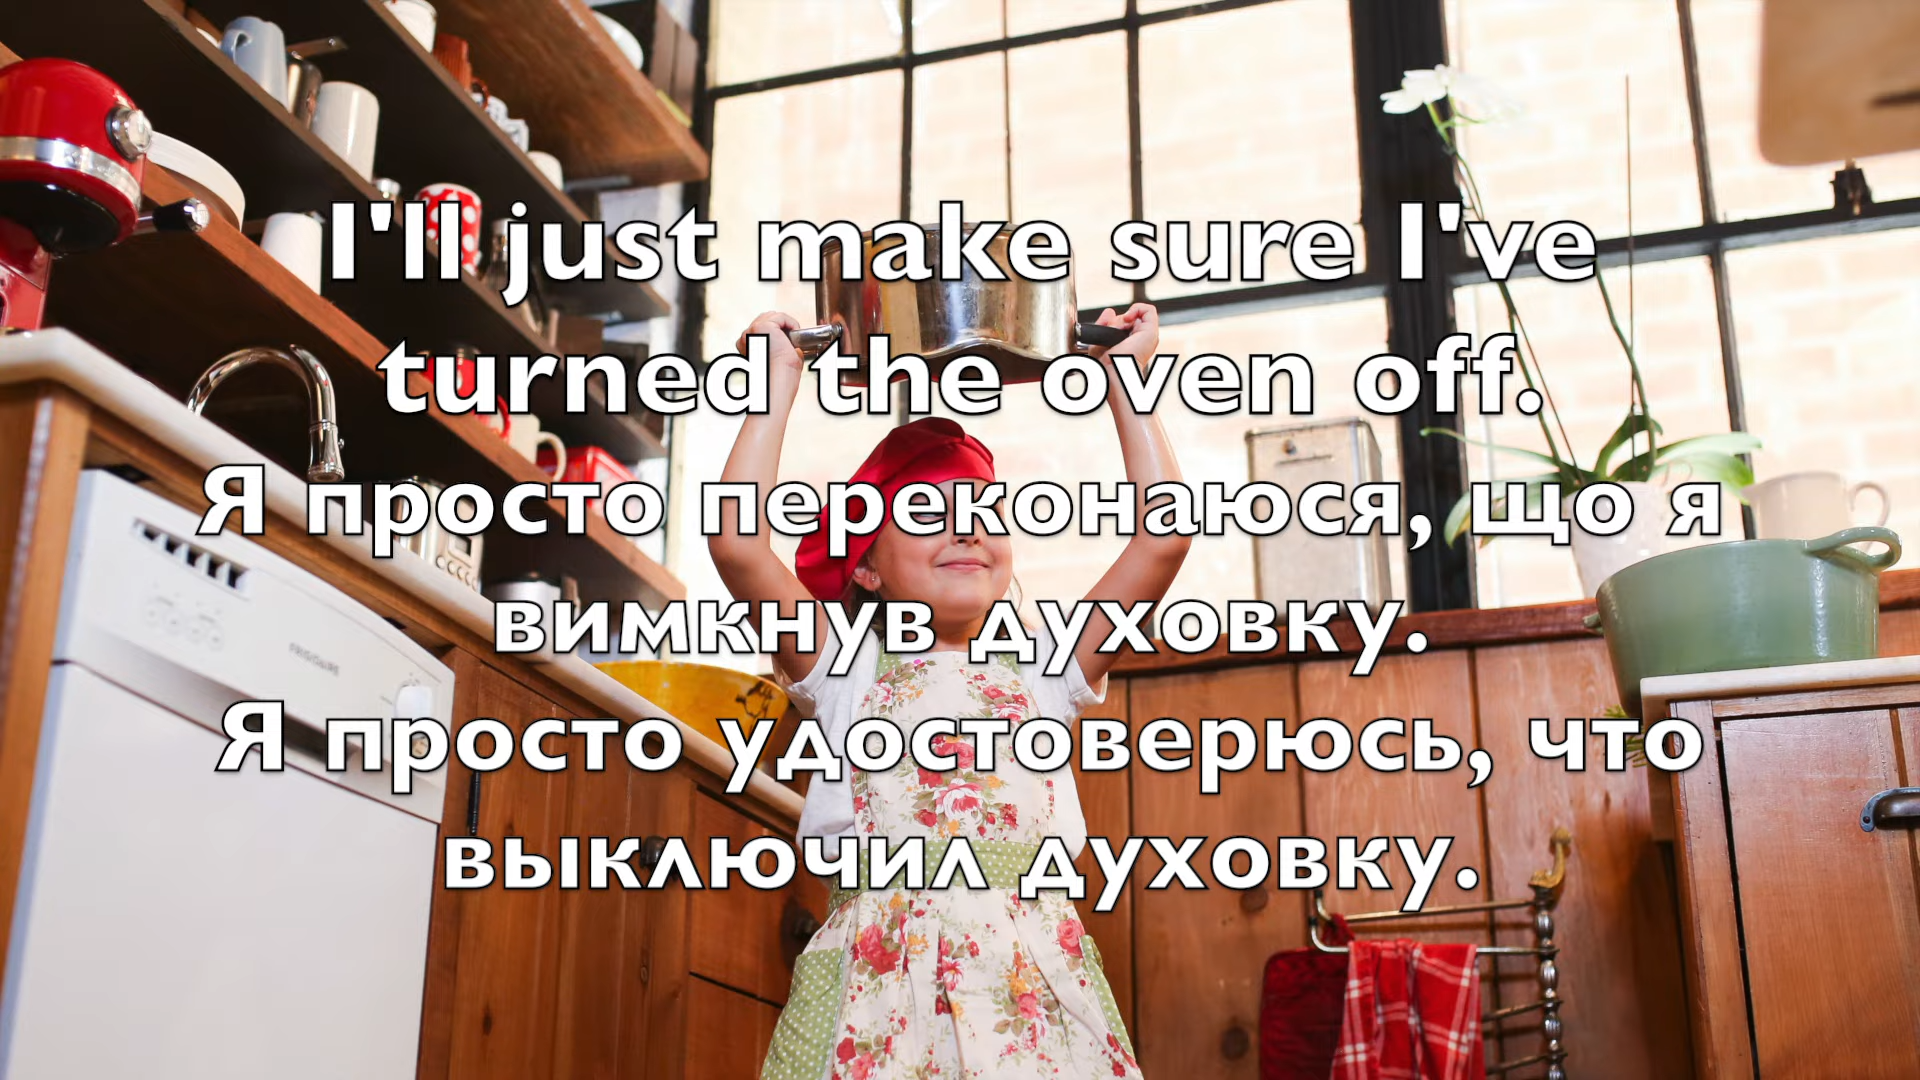 I'll just make sure I've
turned the oven off.
Я просто переконаюся, що я
вимкнув духовку.
Я просто удостоверюсь, что
выключил духовку.
FRIGIDAIRE